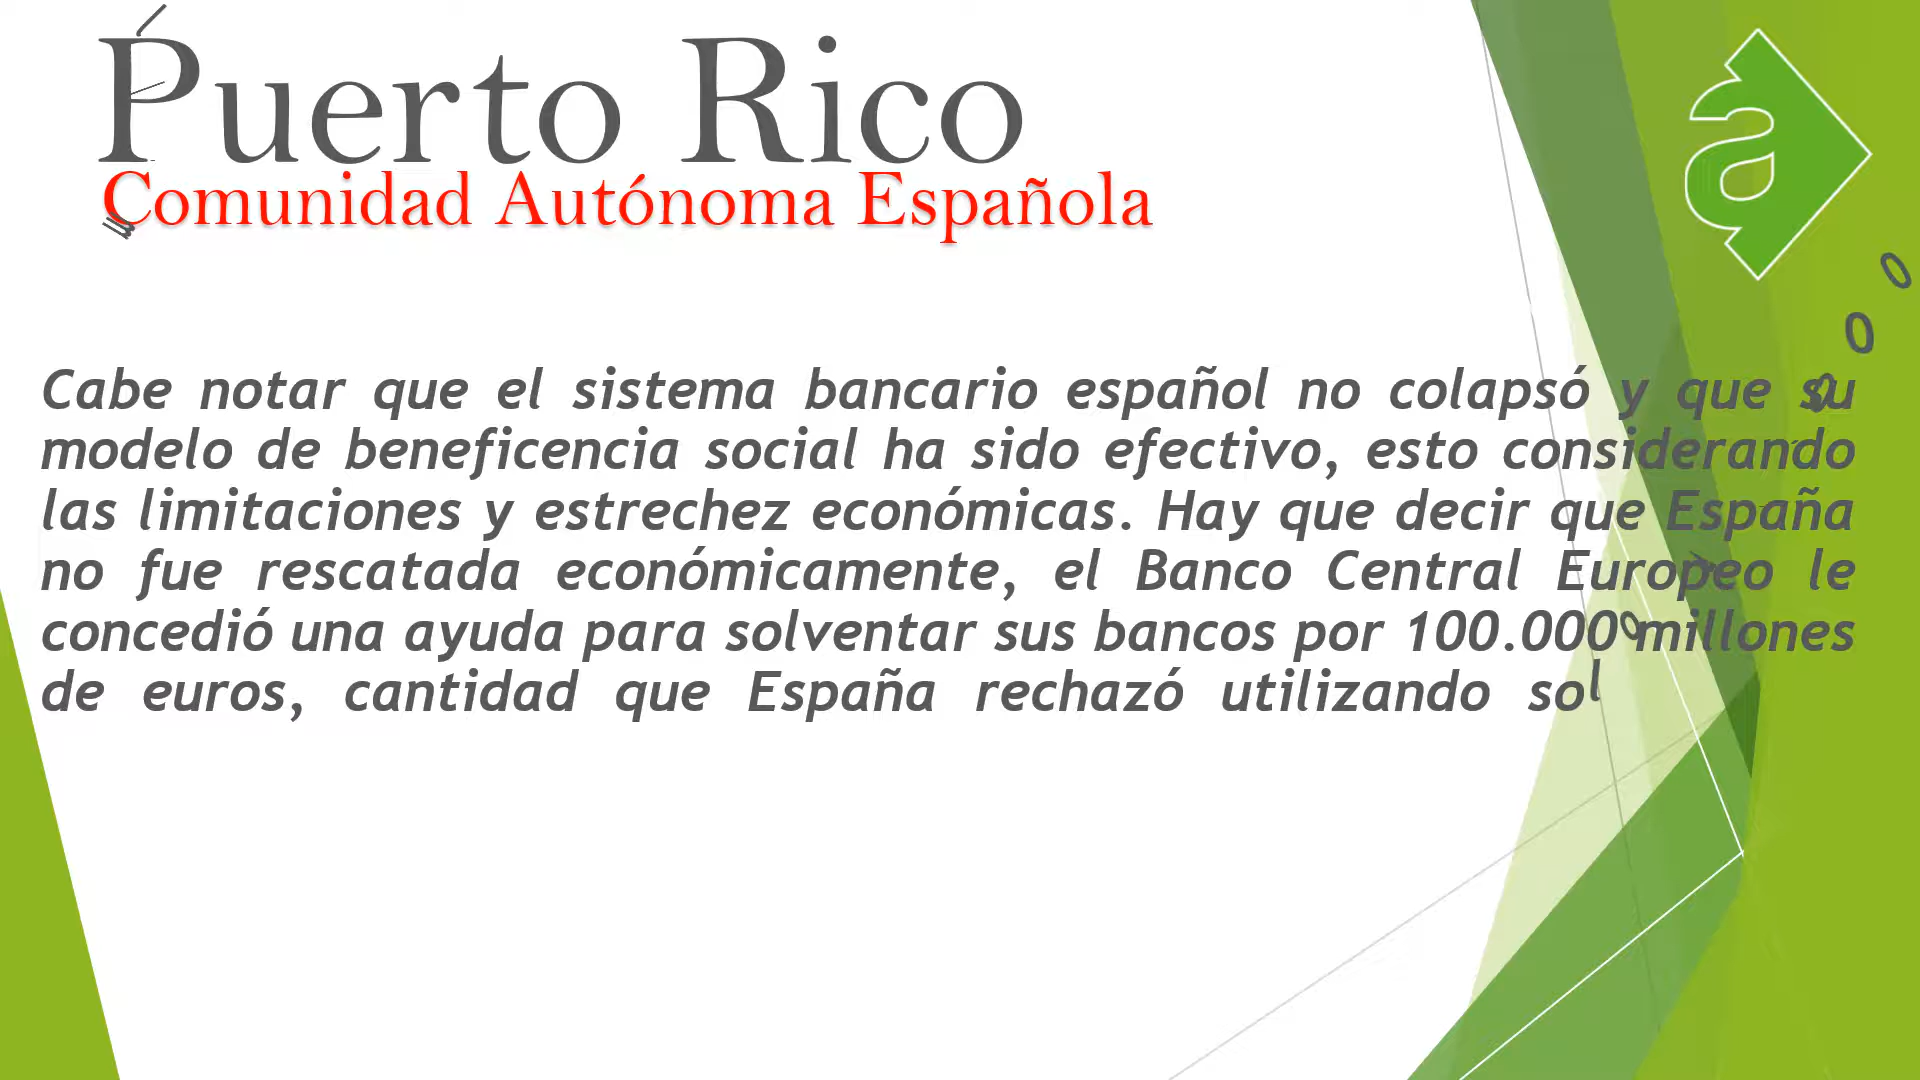 Puerto Rico
Comunidad Autónoma Española
a
Cabe notar que el sistema bancario español no colapsó y que su
modelo de beneficencia social ha sido efectivo, esto considerando
las limitaciones y estrechez económicas. Hay que decir que España
no fue rescatada económicamente, el Banco Central Europeo le
concedió una ayuda para solventar sus bancos por 100.000 millones
de euros, cantidad que España rechazó utilizando sol